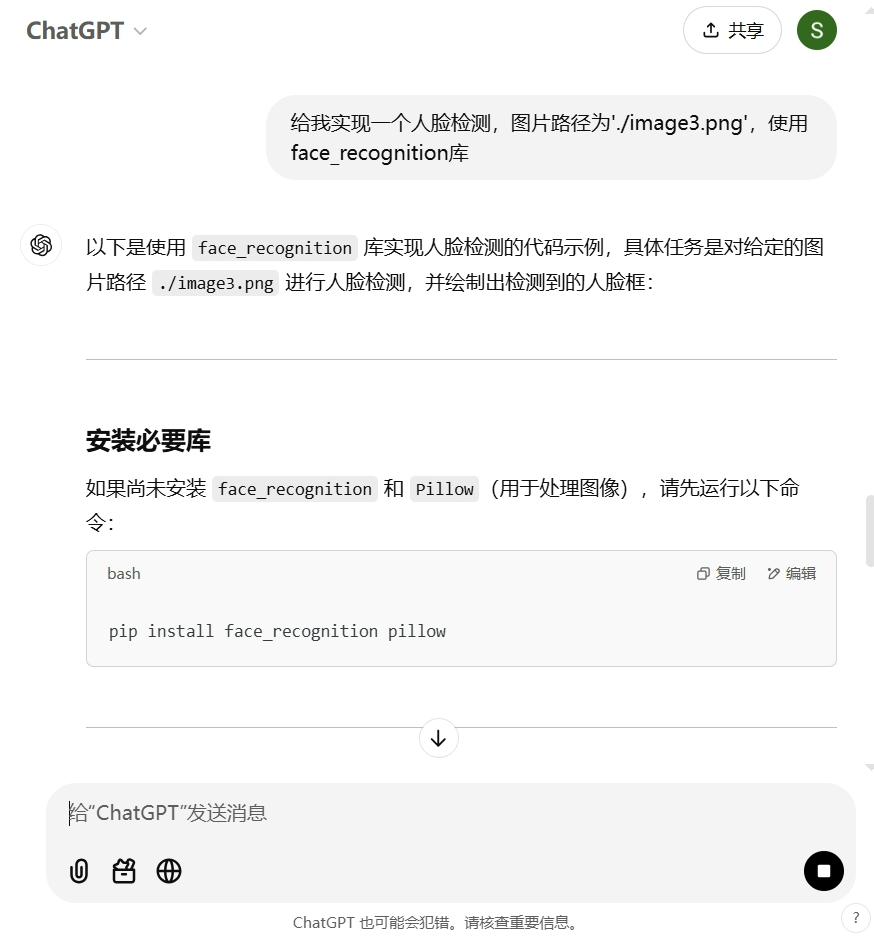 ChatGPT
共享
S
给我实现一个人脸检测，图片路径为'./image3.png'，使用
face_recognition库
以下是使用 face_recognition 库实现人脸检测的代码示例，具体任务是对给定的图
片路径 ./image3.png 进行人脸检测，并绘制出检测到的人脸框：
安装必要库
如果尚未安装 face_recognition 和 Pillow（用于处理图像），请先运行以下命
令：
bash
复制
编辑
pip install face_recognition pillow
给“ChatGPT”发送消息
ChatGPT 也可能会犯错。请核查重要信息。
?